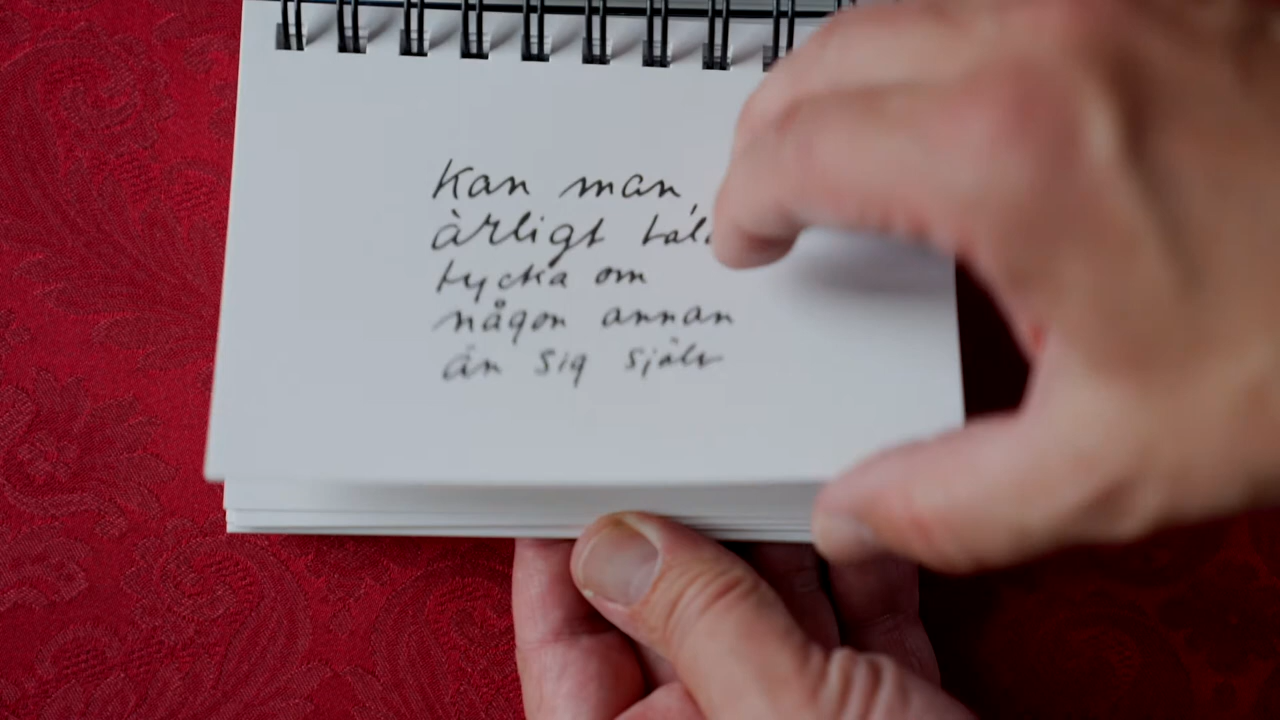 Kan man,
ärligt
tycka om
någon annan
än sig själv